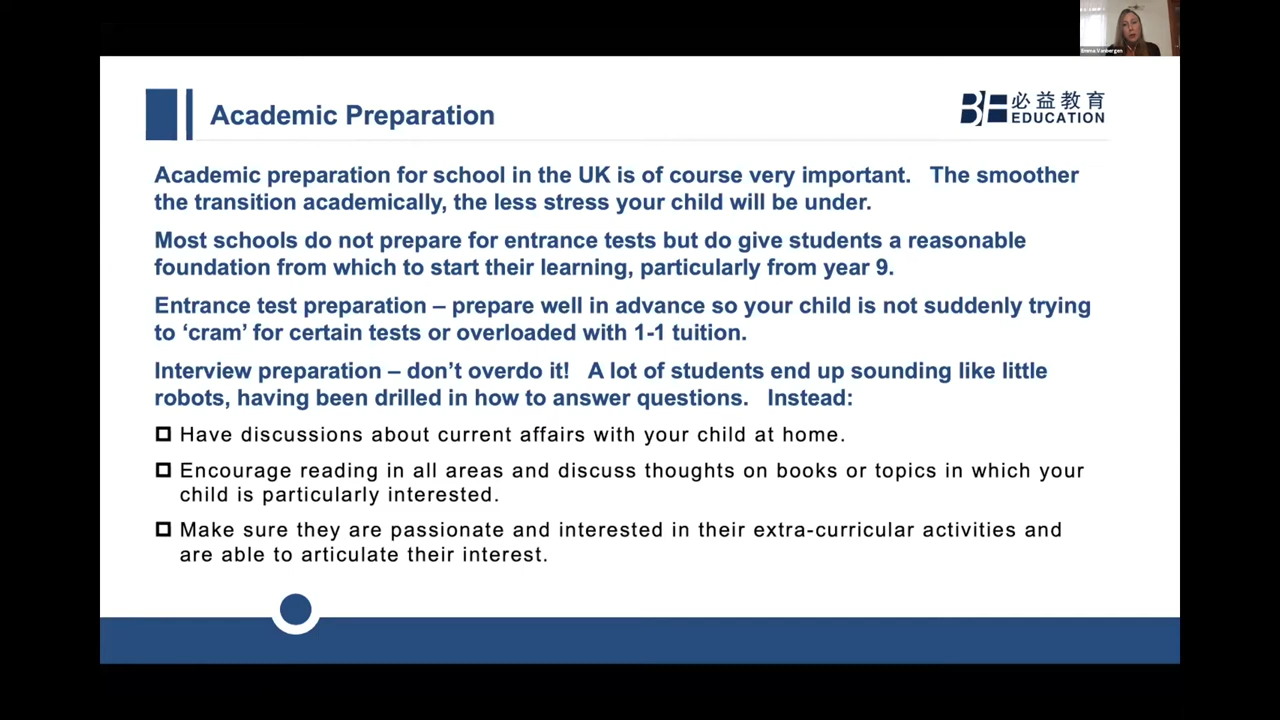 Emma Vanbergen
Academic Preparation
BE 必益教育
EDUCATION
Academic preparation for school in the UK is of course very important. The smoother
the transition academically, the less stress your child will be under.
Most schools do not prepare for entrance tests but do give students a reasonable
foundation from which to start their learning, particularly from year 9.
Entrance test preparation – prepare well in advance so your child is not suddenly trying
to ‘cram’ for certain tests or overloaded with 1-1 tuition.
Interview preparation – don’t overdo it! A lot of students end up sounding like little
robots, having been drilled in how to answer questions. Instead:
Have discussions about current affairs with your child at home.
Encourage reading in all areas and discuss thoughts on books or topics in which your
child is particularly interested.
Make sure they are passionate and interested in their extra-curricular activities and
are able to articulate their interest.